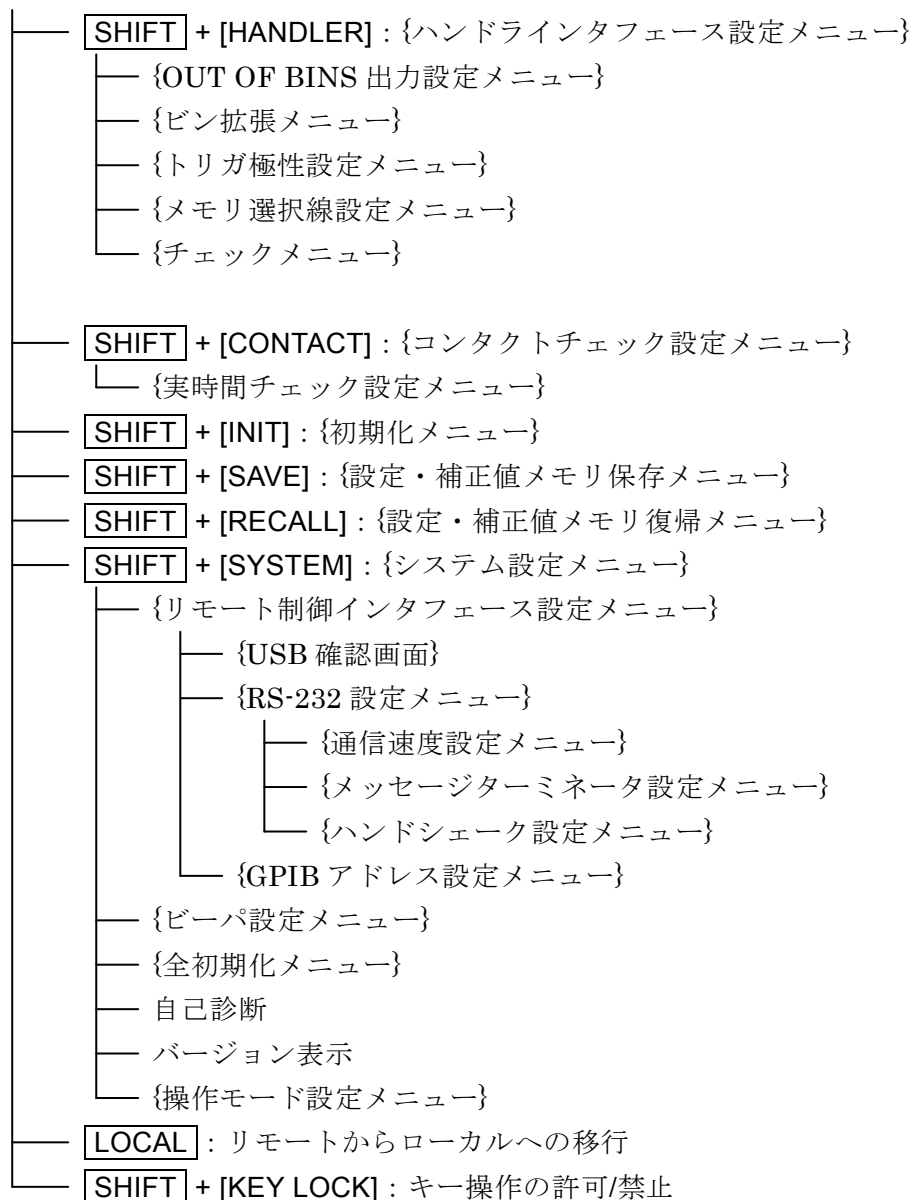 SHIFT + [HANDLER]：{ハンドラインタフェース設定メニュー}
{OUT OF BINS 出力設定メニュー}
{ビン拡張メニュー}
{トリガ極性設定メニュー}
{メモリ選択線設定メニュー}
{チェックメニュー}
SHIFT + [CONTACT]：{コンタクトチェック設定メニュー}
{実時間チェック設定メニュー}
SHIFT + [INIT]：{初期化メニュー}
SHIFT + [SAVE]：{設定・補正値メモリ保存メニュー}
SHIFT + [RECALL]：{設定・補正値メモリ復帰メニュー}
SHIFT + [SYSTEM]：{システム設定メニュー}
{リモート制御インタフェース設定メニュー}
{USB 確認画面}
{RS-232 設定メニュー}
{通信速度設定メニュー}
{メッセージターミネータ設定メニュー}
{ハンドシェーク設定メニュー}
{GPIB アドレス設定メニュー}
{ビーパ設定メニュー}
{全初期化メニュー}
自己診断
バージョン表示
{操作モード設定メニュー}
LOCAL：リモートからローカルへの移行
SHIFT + [KEY LOCK]：キー操作の許可/禁止